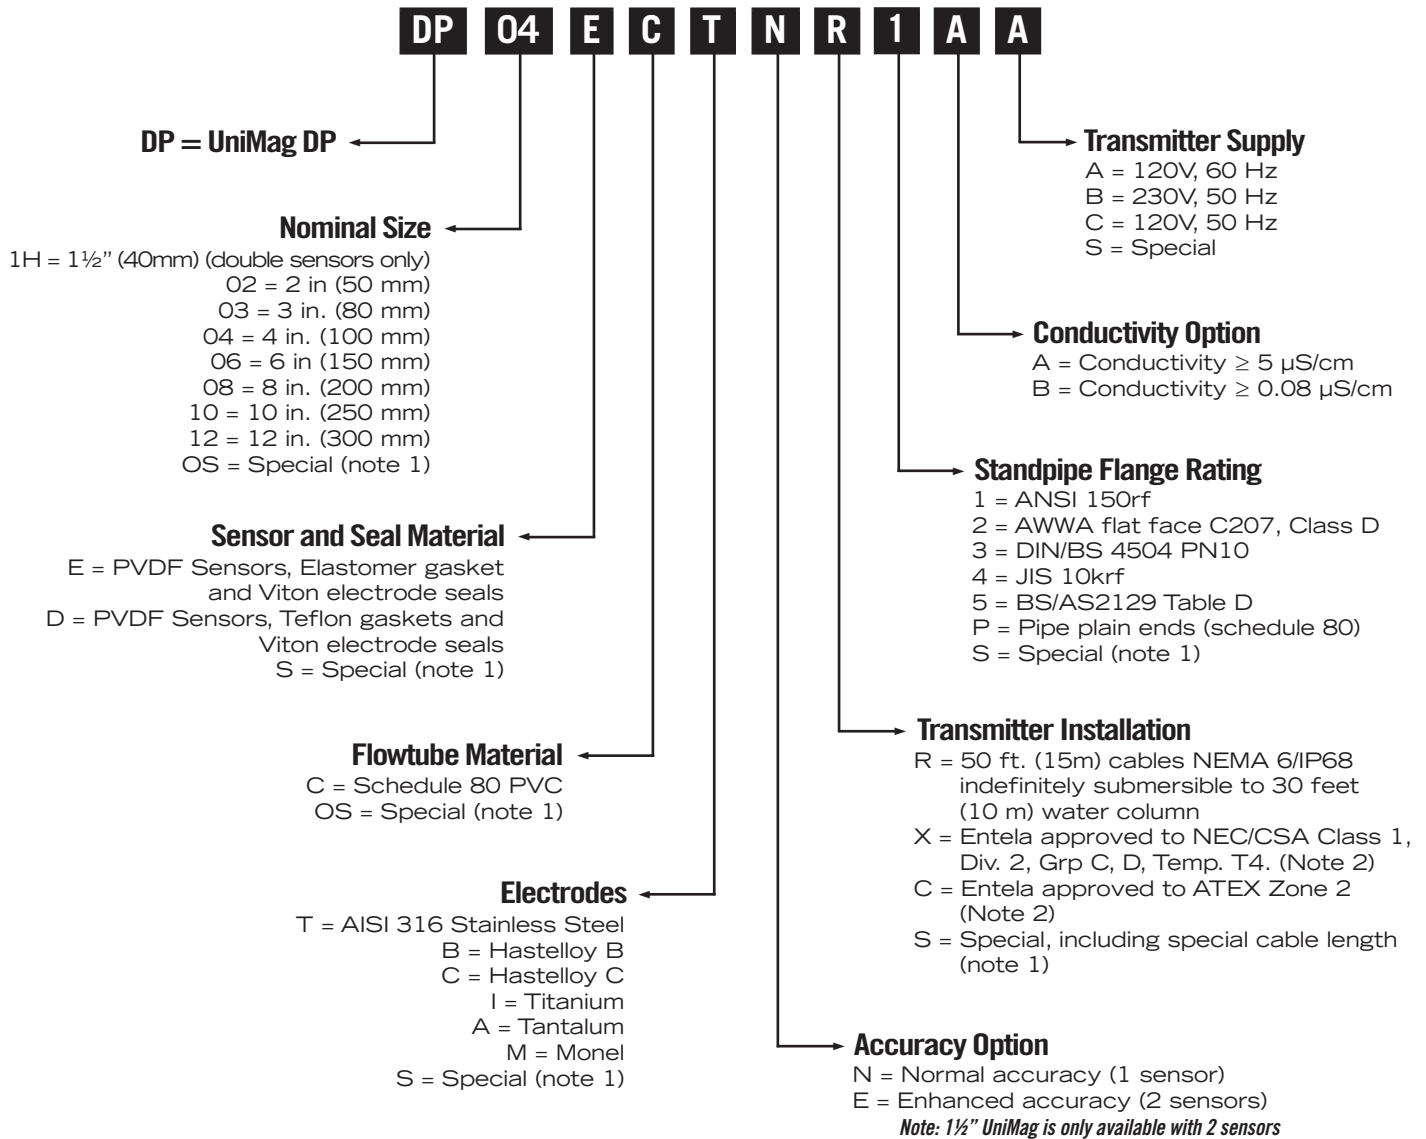 DP 04 E C T N R 1 A A
DP = UniMag DP
Nominal Size
1H = 1½” (40mm) (double sensors only)
02 = 2 in (50 mm)
03 = 3 in. (80 mm)
04 = 4 in. (100 mm)
06 = 6 in (150 mm)
08 = 8 in. (200 mm)
10 = 10 in. (250 mm)
12 = 12 in. (300 mm)
OS = Special (note 1)
Sensor and Seal Material
E = PVDF Sensors, Elastomer gasket
and Viton electrode seals
D = PVDF Sensors, Teflon gaskets and
Viton electrode seals
S = Special (note 1)
Flowtube Material
C = Schedule 80 PVC
OS = Special (note 1)
Electrodes
T = AISI 316 Stainless Steel
B = Hastelloy B
C = Hastelloy C
I = Titanium
A = Tantalum
M = Monel
S = Special (note 1)
Transmitter Supply
A = 120V, 60 Hz
B = 230V, 50 Hz
C = 120V, 50 Hz
S = Special
Conductivity Option
A = Conductivity ≥ 5 µS/cm
B = Conductivity ≥ 0.08 µS/cm
Standpipe Flange Rating
1 = ANSI 150rf
2 = AWWA flat face C207, Class D
3 = DIN/BS 4504 PN10
4 = JIS 10krf
5 = BS/AS2129 Table D
P = Pipe plain ends (schedule 80)
S = Special (note 1)
Transmitter Installation
R = 50 ft. (15m) cables NEMA 6/IP68
indefinitely submersible to 30 feet
(10 m) water column
X = Entela approved to NEC/CSA Class 1,
Div. 2, Grp C, D, Temp. T4. (Note 2)
C = Entela approved to ATEX Zone 2
(Note 2)
S = Special, including special cable length
(note 1)
Accuracy Option
N = Normal accuracy (1 sensor)
E = Enhanced accuracy (2 sensors)
Note: 1½” UniMag is only available with 2 sensors